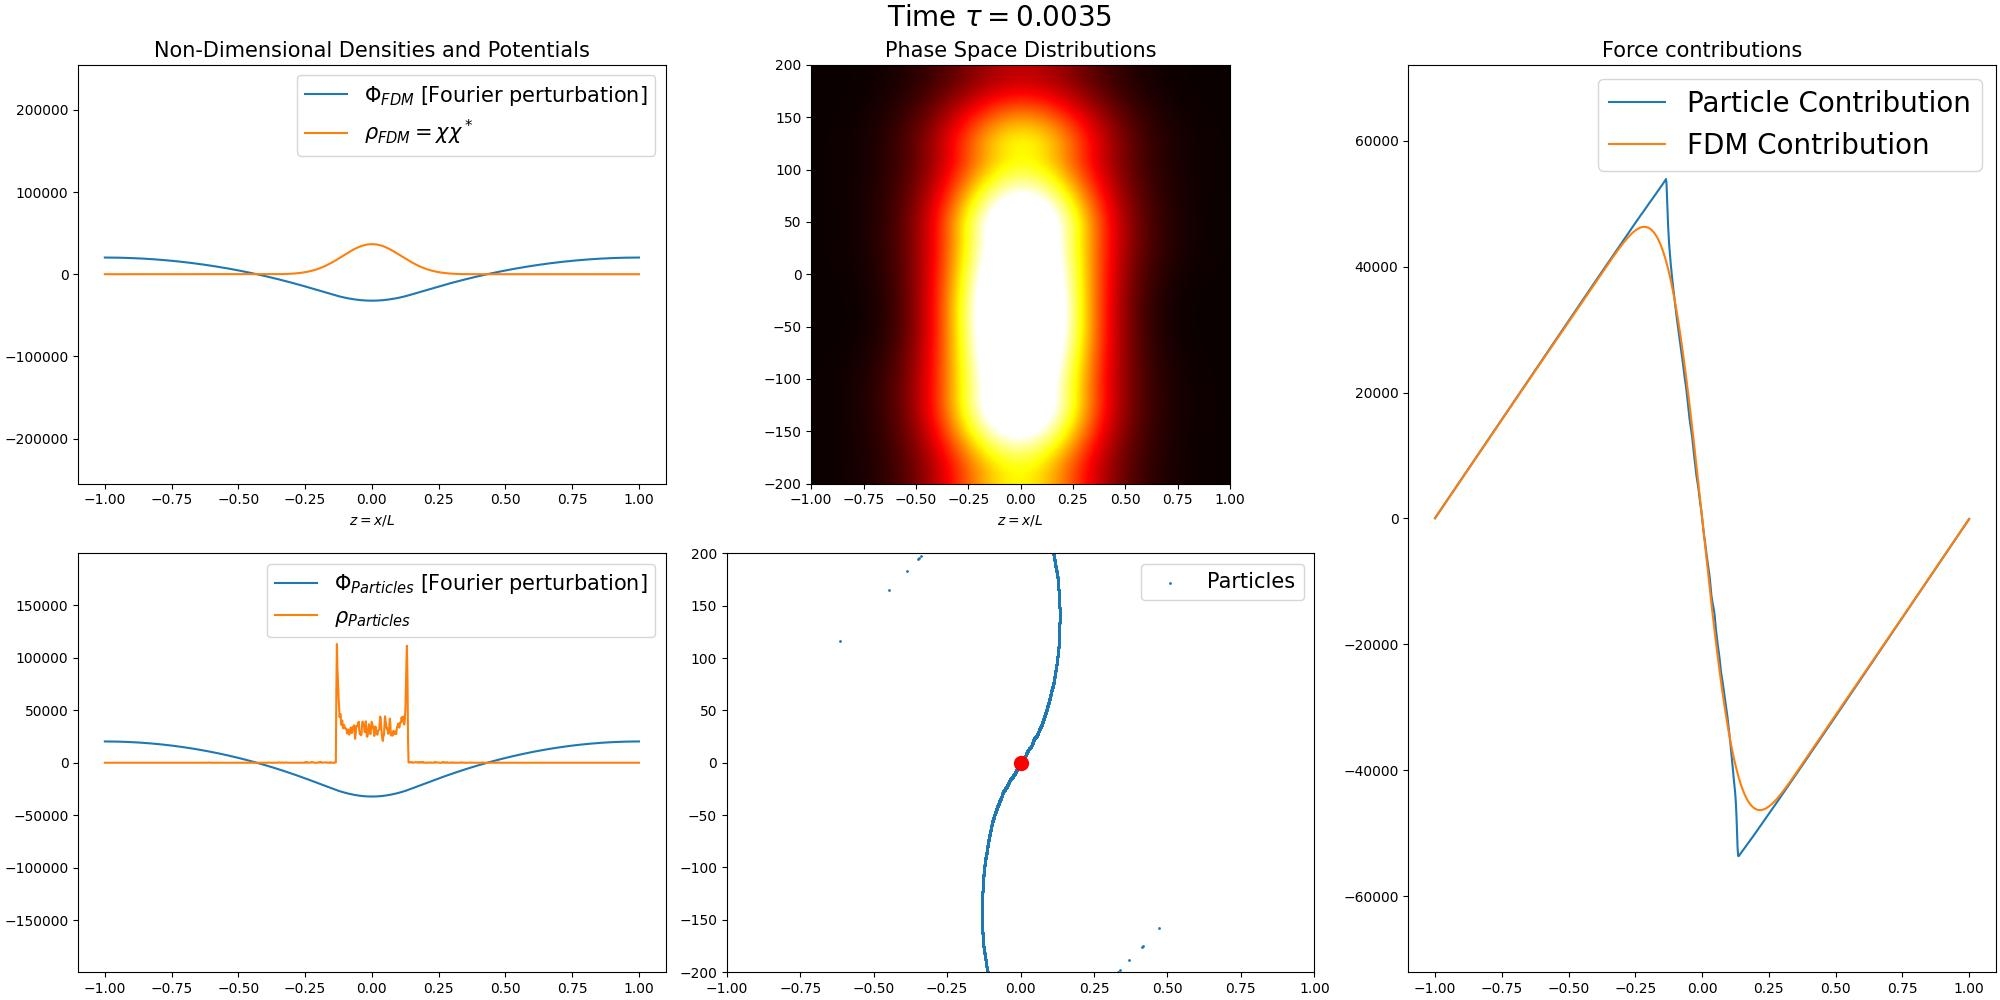 Time τ = 0.0035
Non-Dimensional Densities and Potentials
Φ_FDM [Fourier perturbation]
ρ_FDM = χχ*
200000
100000
0
−100000
−200000
−1.00 −0.75 −0.50 −0.25 0.00 0.25 0.50 0.75 1.00
z = x/L
Phase Space Distributions
200
150
100
50
0
−50
−100
−150
−200
−1.00 −0.75 −0.50 −0.25 0.00 0.25 0.50 0.75 1.00
z = x/L
Force contributions
Particle Contribution
FDM Contribution
60000
40000
20000
0
−20000
−40000
−60000
−1.00 −0.75 −0.50 −0.25 0.00 0.25 0.50 0.75 1.00
Φ_Particles [Fourier perturbation]
ρ_Particles
150000
100000
50000
0
−50000
−100000
−150000
−1.00 −0.75 −0.50 −0.25 0.00 0.25 0.50 0.75 1.00
Particles
200
150
100
50
0
−50
−100
−150
−200
−1.00 −0.75 −0.50 −0.25 0.00 0.25 0.50 0.75 1.00